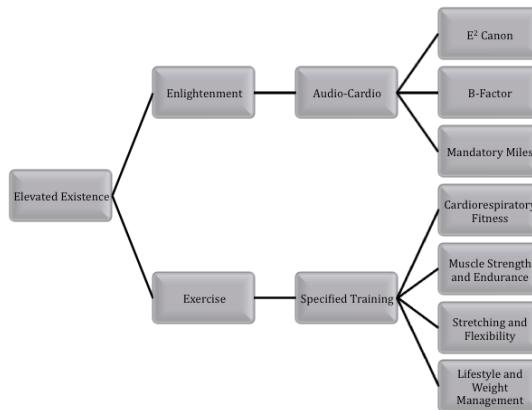 E² Canon
Enlightenment
Audio-Cardio
B-Factor
Mandatory Miles
Elevated Existence
Cardiorespiratory
Fitness
Muscle Strength
and Endurance
Exercise
Specified Training
Stretching and
Flexibility
Lifestyle and
Weight
Management